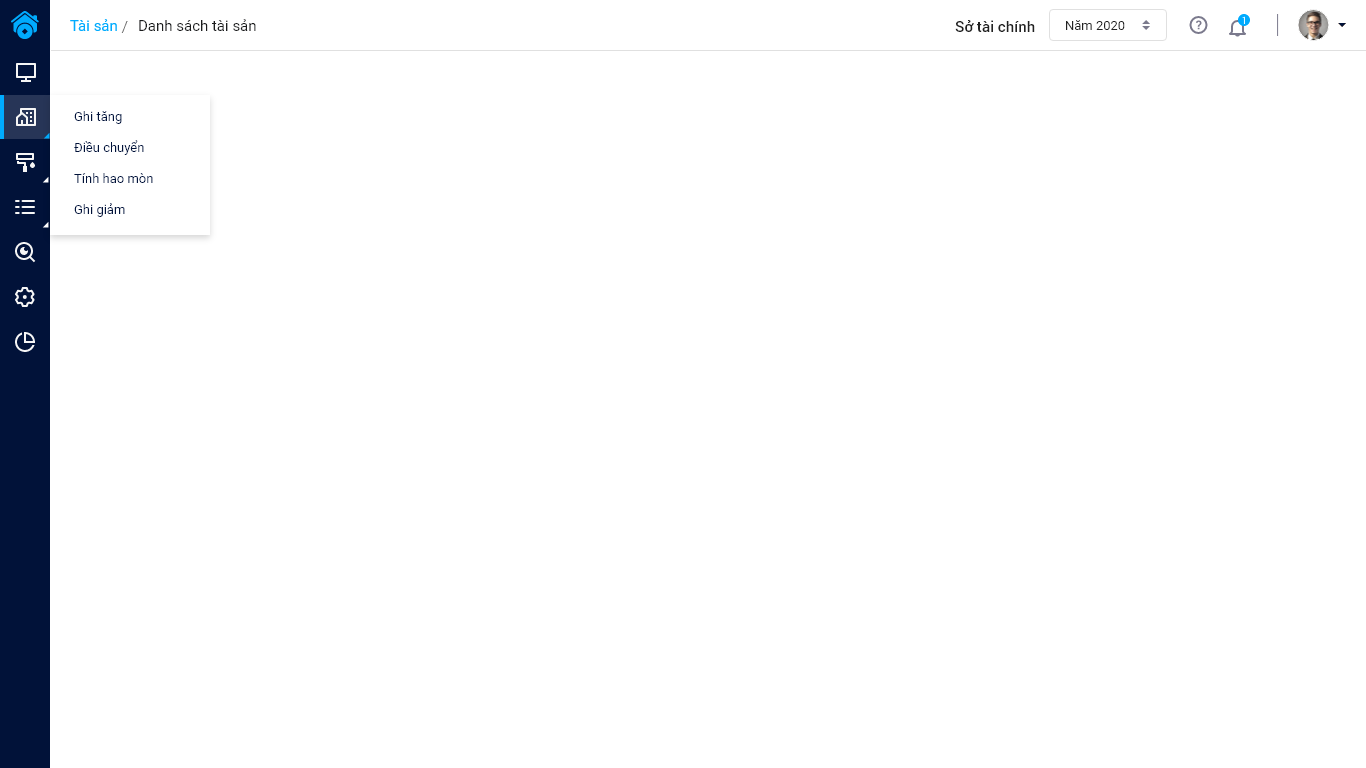 Tài sản / Danh sách tài sản
Sở tài chính
Năm 2020
1
Ghi tăng
Điều chuyển
Tính hao mòn
Ghi giảm